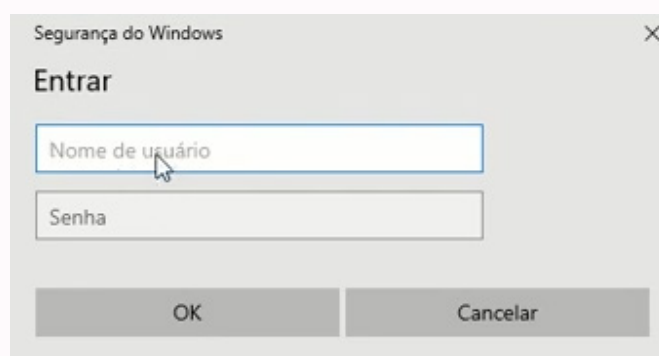 Segurança do Windows
Entrar
Nome de usuário
Senha
OK Cancelar